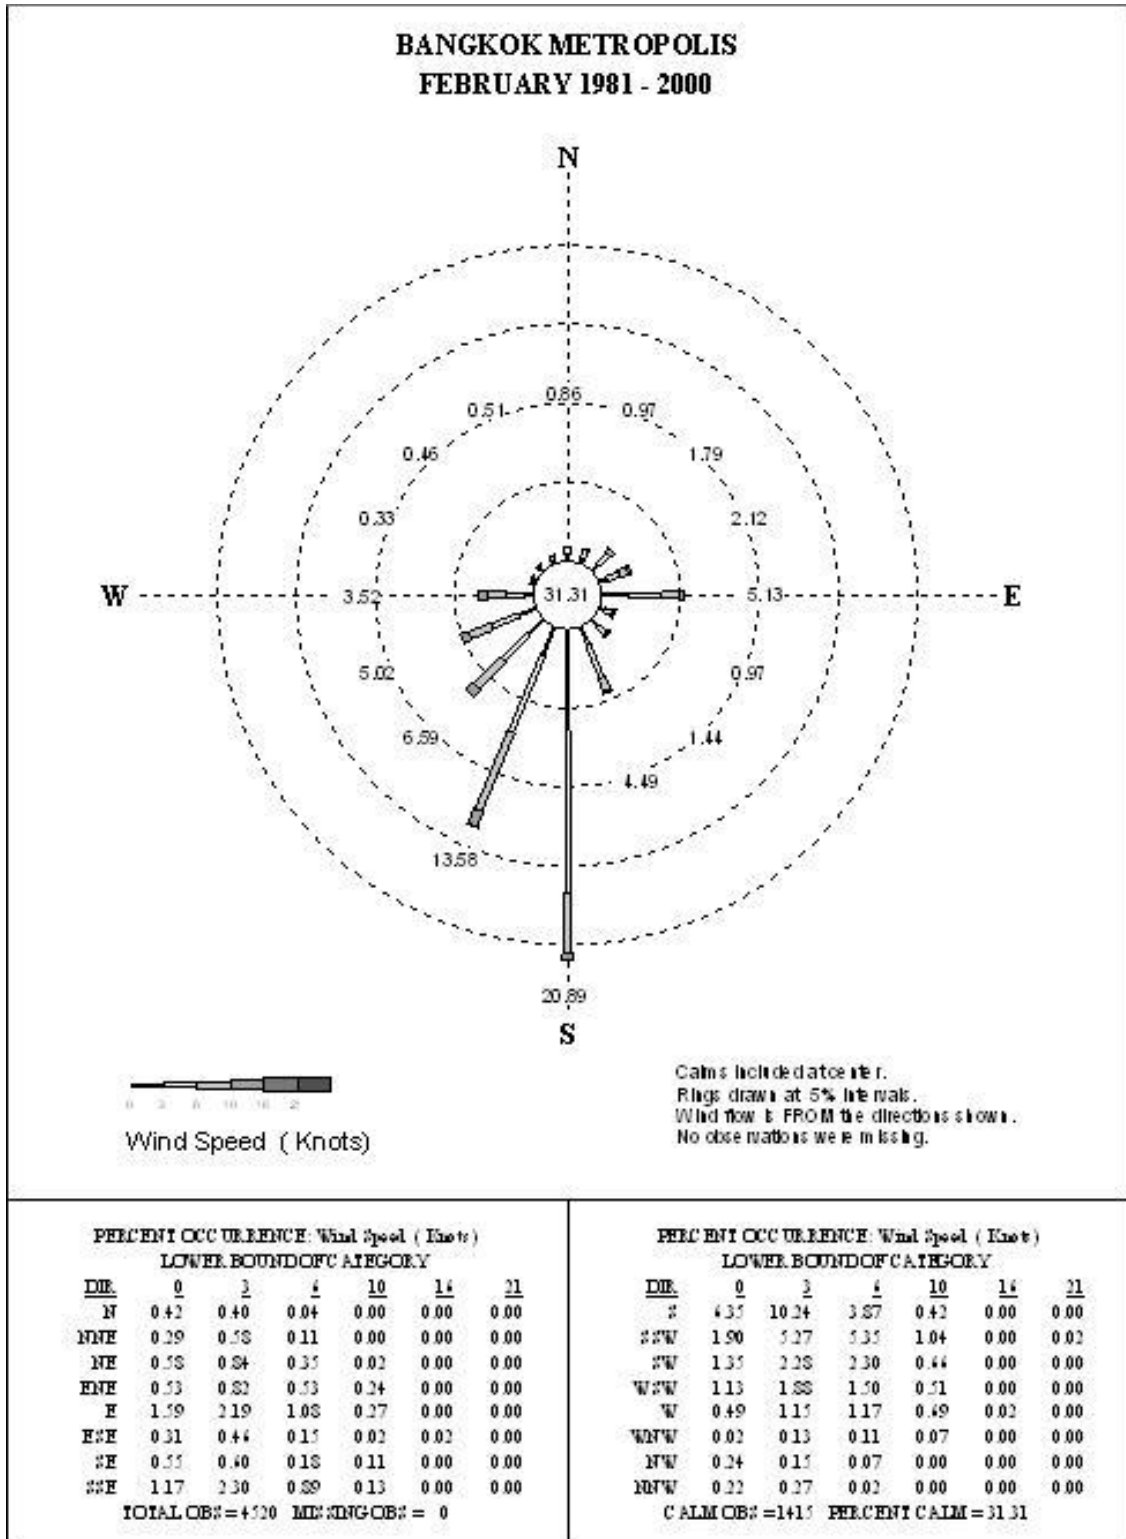 BANGKOK METROPOLIS
FEBRUARY 1981 - 2000
N
0.86
0.51
0.97
0.46
1.79
0.33
2.12
W
3.52
31.31
5.13
E
5.02
0.97
6.59
1.44
4.49
13.58
20.89
S
Calms included at center.
Rings drawn at 5% intervals.
Wind flow is FROM the directions shown.
No observations were missing.
Wind Speed ( Knots)
PERCENT OCCURRENCE: Wind Speed ( Knots)
LOWER BOUND OF CATEGORY
DIR 0 3 6 10 16 21
N 0.42 0.40 0.04 0.00 0.00 0.00
NNE 0.29 0.58 0.11 0.00 0.00 0.00
NE 0.58 0.84 0.35 0.02 0.00 0.00
ENE 0.53 0.82 0.53 0.24 0.00 0.00
E 1.59 2.19 1.08 0.27 0.00 0.00
ESE 0.31 0.46 0.15 0.02 0.02 0.00
SE 0.55 0.60 0.18 0.11 0.00 0.00
SSE 1.17 2.30 0.89 0.13 0.00 0.00
TOTAL OBS = 4520 MISSING OBS = 0
PERCENT OCCURRENCE: Wind Speed ( Knots)
LOWER BOUND OF CATEGORY
DIR 0 3 6 10 16 21
S 6.35 10.24 3.87 0.42 0.00 0.00
SSW 1.90 5.27 5.35 1.04 0.00 0.02
SW 1.35 2.28 2.30 0.66 0.00 0.00
WSW 1.13 1.88 1.50 0.51 0.00 0.00
W 0.49 1.15 1.17 0.69 0.02 0.00
WNW 0.02 0.13 0.11 0.07 0.00 0.00
NW 0.24 0.15 0.07 0.00 0.00 0.00
NNW 0.22 0.27 0.02 0.00 0.00 0.00
CALM OBS =1415 PERCENT CALM = 31.31